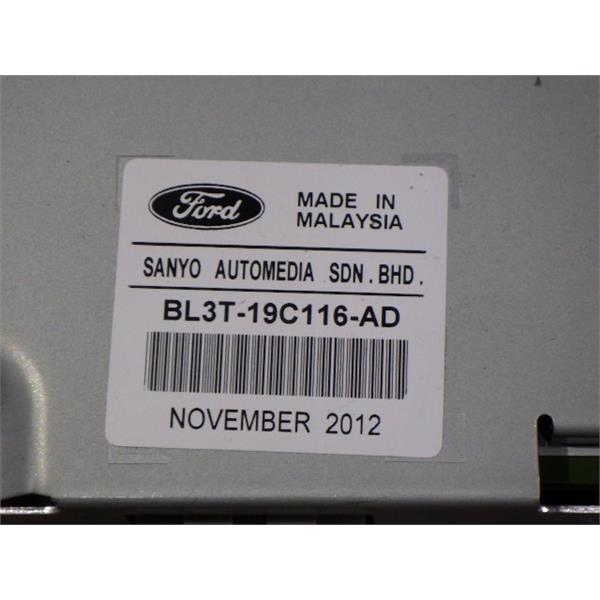 Ford
MADE IN
MALAYSIA
SANYO AUTOMEDIA SDN.BHD.
BL3T-19C116-AD
NOVEMBER 2012